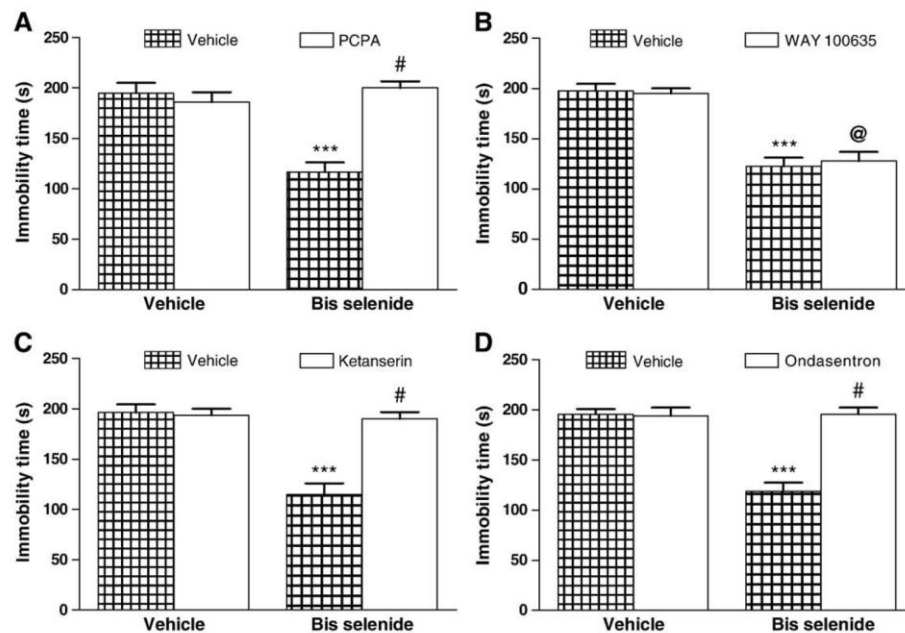 A
Vehicle PCPA
Immobility time (s)
250
200
150
100
50
0
#
***
Vehicle Bis selenide
B
Vehicle WAY 100635
Immobility time (s)
250
200
150
100
50
0
@
***
Vehicle Bis selenide
C
Vehicle Ketanserin
Immobility time (s)
250
200
150
100
50
0
#
***
Vehicle Bis selenide
D
Vehicle Ondasentron
Immobility time (s)
250
200
150
100
50
0
#
***
Vehicle Bis selenide